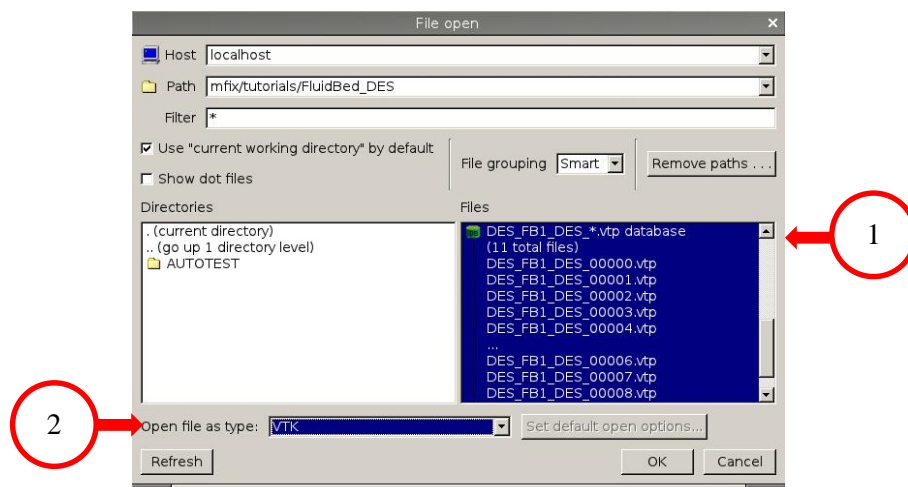 File open
Host localhost
Path mfix/tutorials/FluidBed_DES
Filter *
Use "current working directory" by default
Show dot files
File grouping Smart
Remove paths . . .
Directories
. (current directory)
.. (go up 1 directory level)
AUTOTEST
Files
DES_FB1_DES_*.vtp database
(11 total files)
DES_FB1_DES_00000.vtp
DES_FB1_DES_00001.vtp
DES_FB1_DES_00002.vtp
DES_FB1_DES_00003.vtp
DES_FB1_DES_00004.vtp
...
DES_FB1_DES_00006.vtp
DES_FB1_DES_00007.vtp
DES_FB1_DES_00008.vtp
1
2
Open file as type: VTK
Set default open options...
Refresh
OK
Cancel